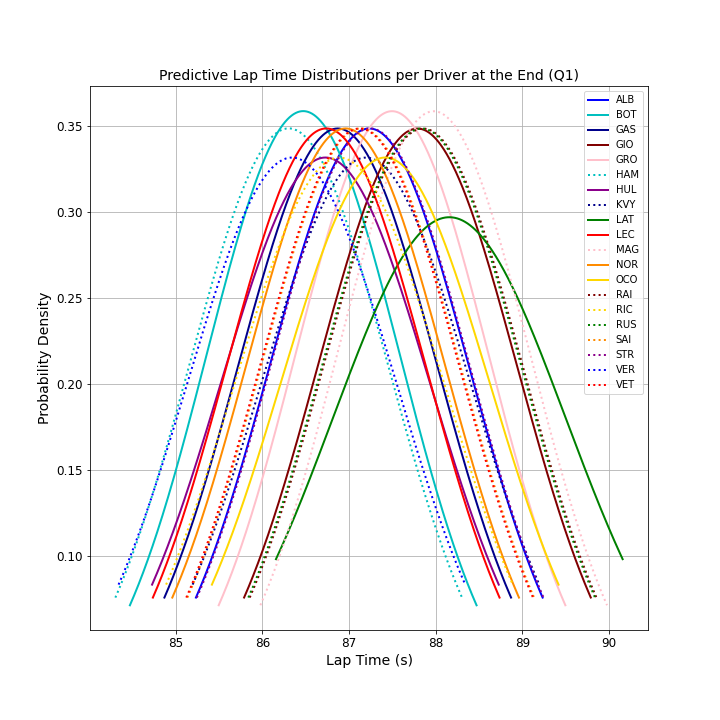 Predictive Lap Time Distributions per Driver at the End (Q1)
ALB
BOT
GAS
GIO
GRO
HAM
HUL
KVY
LAT
LEC
MAG
NOR
OCO
RAI
RIC
RUS
SAI
STR
VER
VET
0.35
0.30
0.25
0.20
0.15
0.10
Probability Density
85 86 87 88 89 90
Lap Time (s)